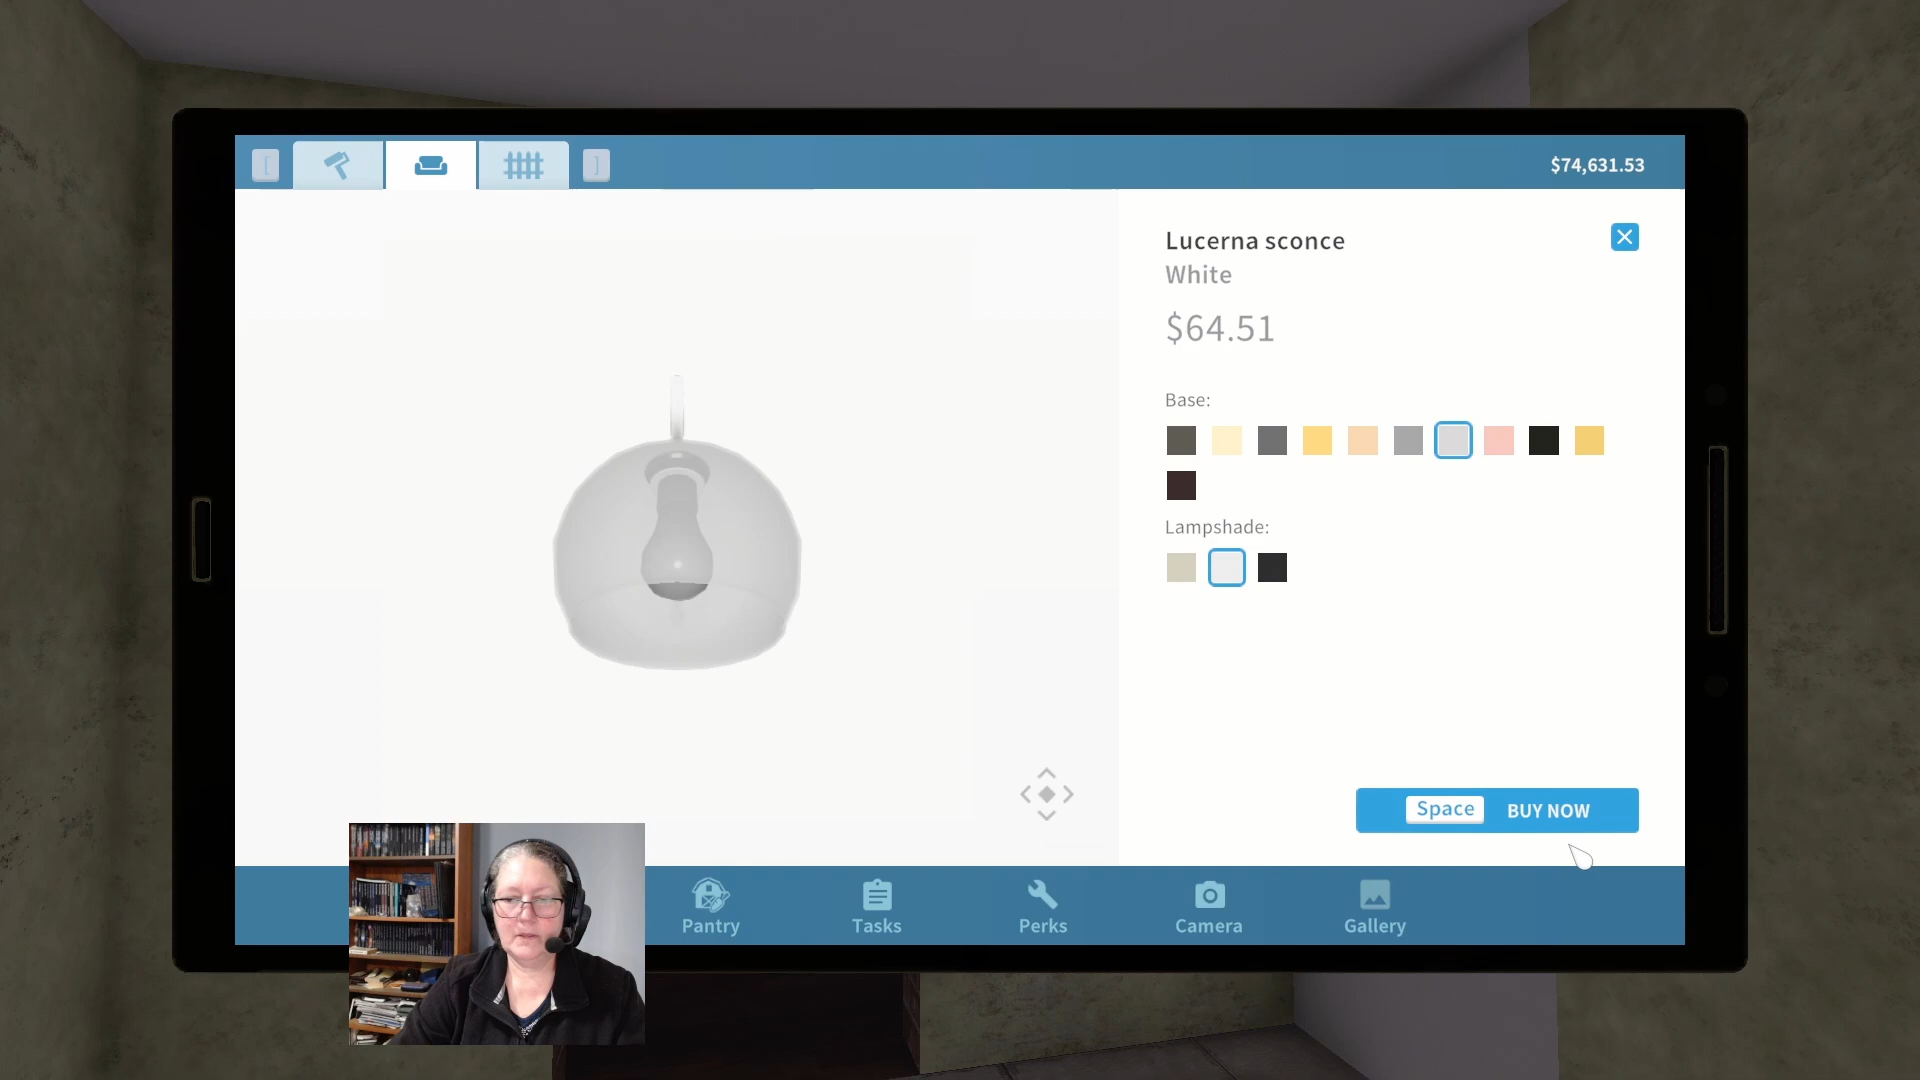 [
]
$74,631.53
Lucerna sconce
White
$64.51
Base:
Lampshade:
Space BUY NOW
Pantry
Tasks
Perks
Camera
Gallery